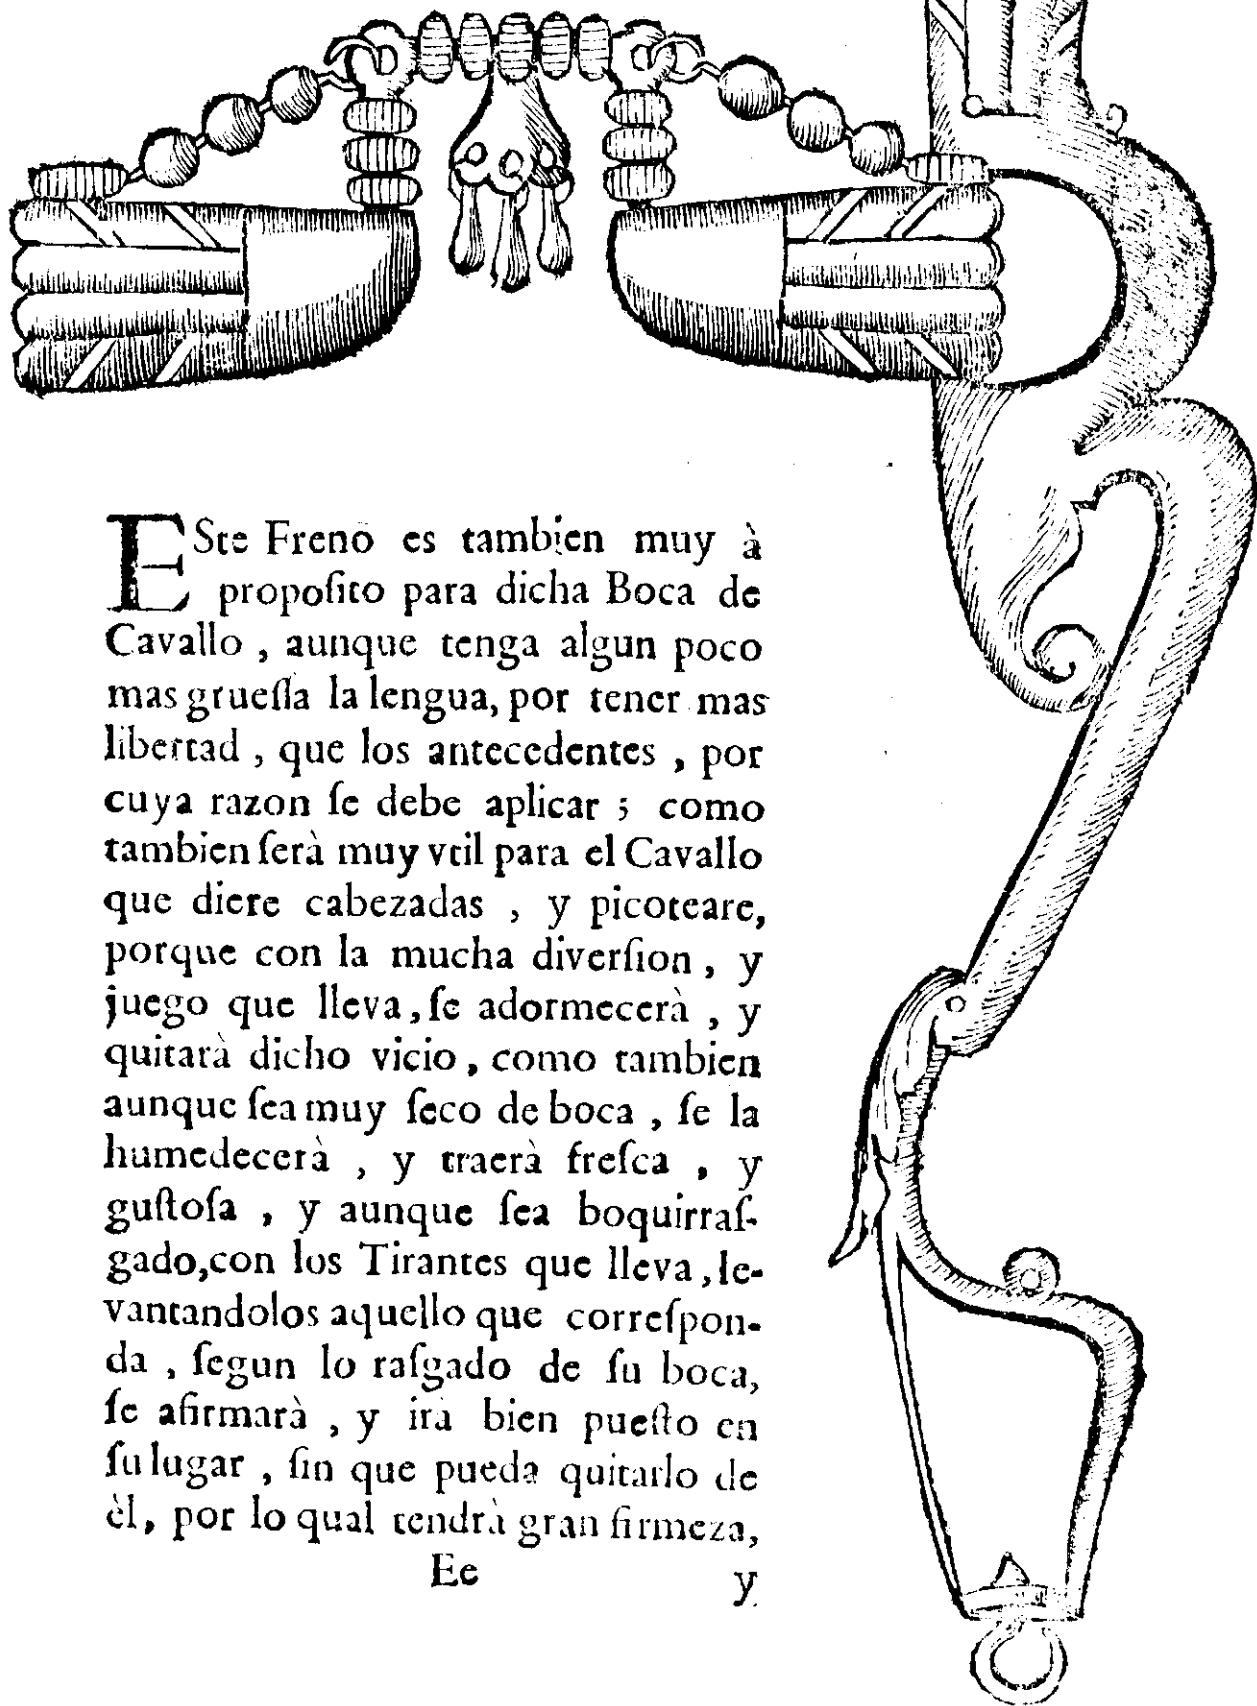 ESte Freno es tambien muy à
propoſito para dicha Boca de
Cavallo , aunque tenga algun poco
mas grueſſa la lengua, por tener mas
libertad , que los antecedentes , por
cuya razon ſe debe aplicar ; como
tambien ſerà muy vtil para el Cavallo
que diere cabezadas , y picoteare,
porque con la mucha diverſion , y
juego que lleva, ſe adormecerà , y
quitarà dicho vicio , como tambien
aunque ſea muy ſeco de boca , ſe la
humedecerà , y traerà freſca , y
guſtoſa , y aunque ſea boquirraſ-
gado,con los Tirantes que lleva, le-
vantandolos aquello que correſpon-
da , ſegun lo raſgado de ſu boca,
ſe afirmarà , y irà bien pueſto en
ſu lugar , ſin que pueda quitarlo de
èl, por lo qual tendrà gran firmeza,
Ee y